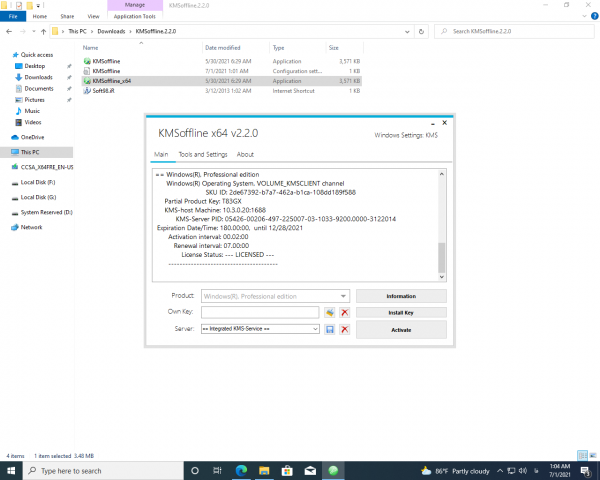 Manage
KMSoffline.2.2.0
File
Home
Share
View
Application Tools
This PC
Downloads
KMSoffline.2.2.0
Search KMSoffline.2.2.0
Name
Date modified
Type
Size
KMSoffline
5/30/2021 6:29 AM
Application
3,571 KB
KMSoffline
7/1/2021 1:01 AM
Configuration sett...
1 KB
KMSoffline_x64
5/30/2021 6:29 AM
Application
3,571 KB
Soft98.iR
3/12/2013 1:02 AM
Internet Shortcut
1 KB
Quick access
Desktop
Downloads
Documents
Pictures
Music
Videos
OneDrive
This PC
CCSA_X64FRE_EN-US
Local Disk (F:)
Local Disk (G:)
System Reserved (D:)
Network
KMSoffline x64 v2.2.0
Windows Settings: KMS
Main
Tools and Settings
About
== Windows(R), Professional edition
Windows(R) Operating System, VOLUME_KMSCLIENT channel
SKU ID: 2de67392-b7a7-462a-b1ca-108dd189f588
Partial Product Key: T83GX
KMS-host Machine: 10.3.0.20:1688
KMS-Server PID: 05426-00206-497-225007-03-1033-9200.0000-3122014
Expiration Date/Time: 180.00:00, until 12/28/2021
Activation interval: 00.02:00
Renewal interval: 07.00:00
License Status: --- LICENSED ---
----------------------------------------
Product:
Windows(R), Professional edition
Information
Own Key:
Install Key
Server:
== Integrated KMS-Service ==
Activate
4 items
1 item selected 3.48 MB
Type here to search
86°F Partly cloudy
1:04 AM
7/1/2021